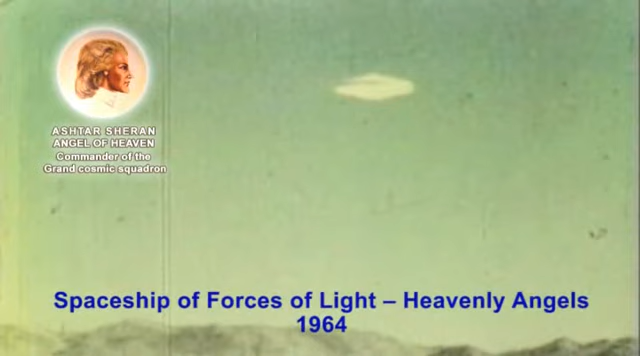 ASHTAR SHERAN
ANGEL OF HEAVEN
Commander of the
Grand cosmic squadron
Spaceship of Forces of Light – Heavenly Angels
1964